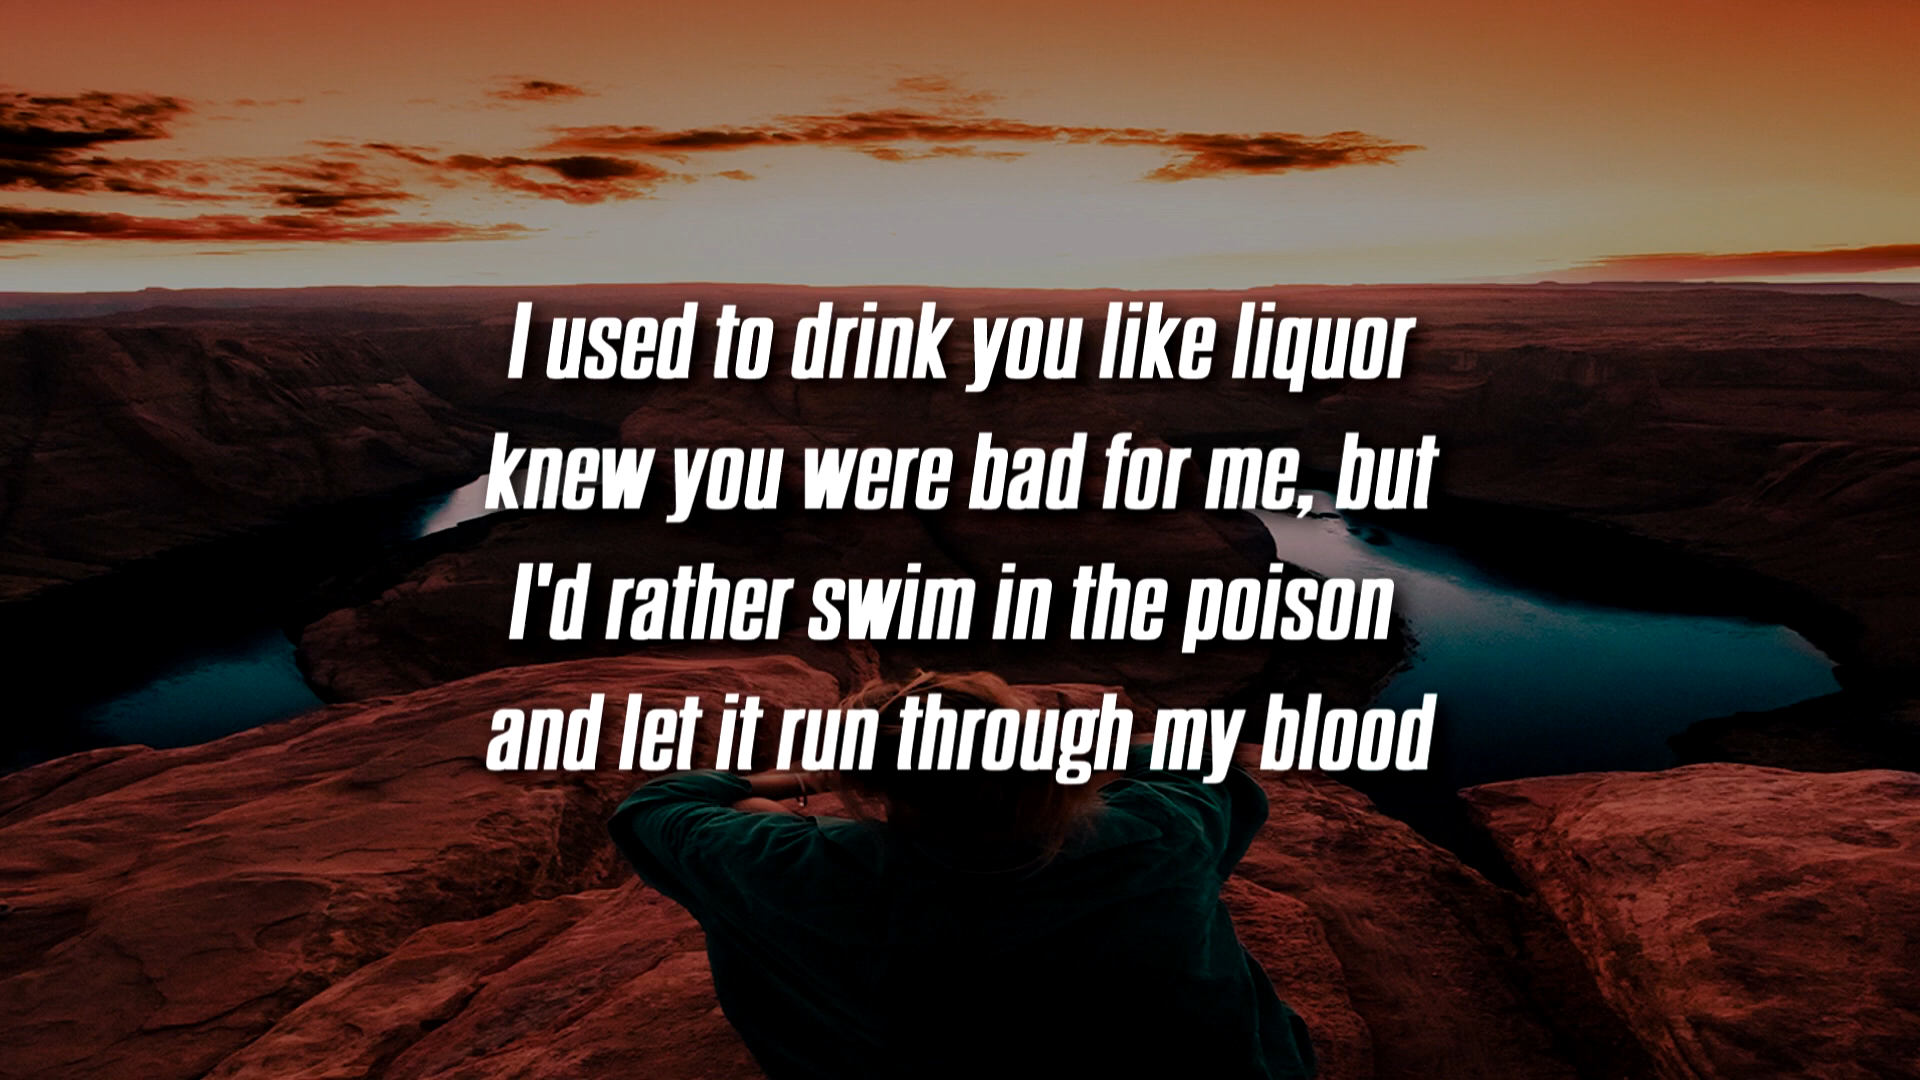 I used to drink you like liquor
knew you were bad for me, but
I'd rather swim in the poison
and let it run through my blood